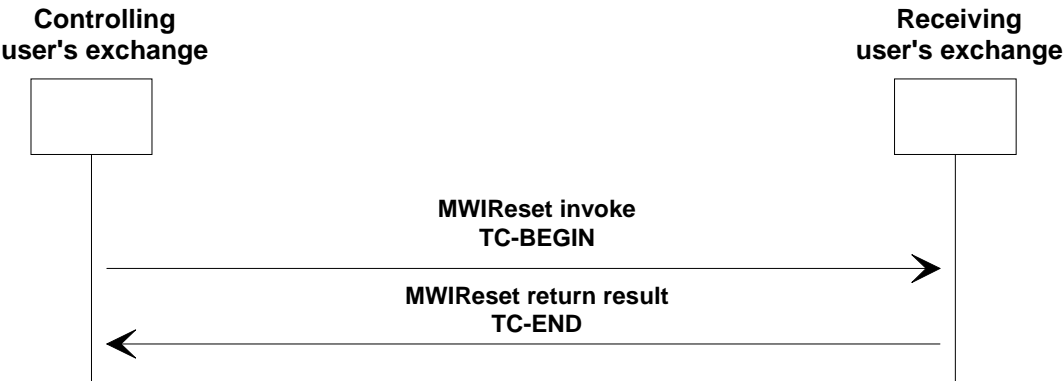 Controlling
user's exchange
Receiving
user's exchange
MWIReset invoke
TC-BEGIN
MWIReset return result
TC-END